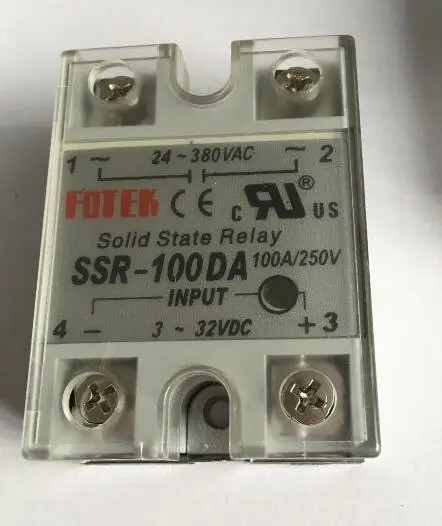 1 ~ 24 ~ 380VAC ~ 2
FOTEK CE c RU ® US
Solid State Relay
SSR-100DA 100A/250V
INPUT
4 - 3 ~ 32VDC + 3